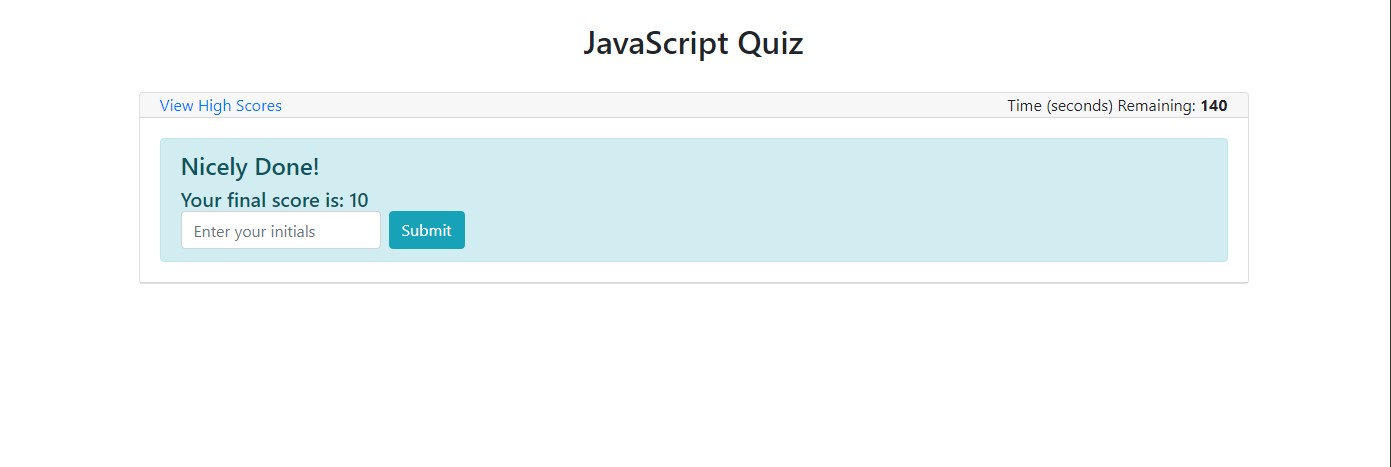 JavaScript Quiz
View High Scores Time (seconds) Remaining: 140
Nicely Done!
Your final score is: 10
Enter your initials Submit